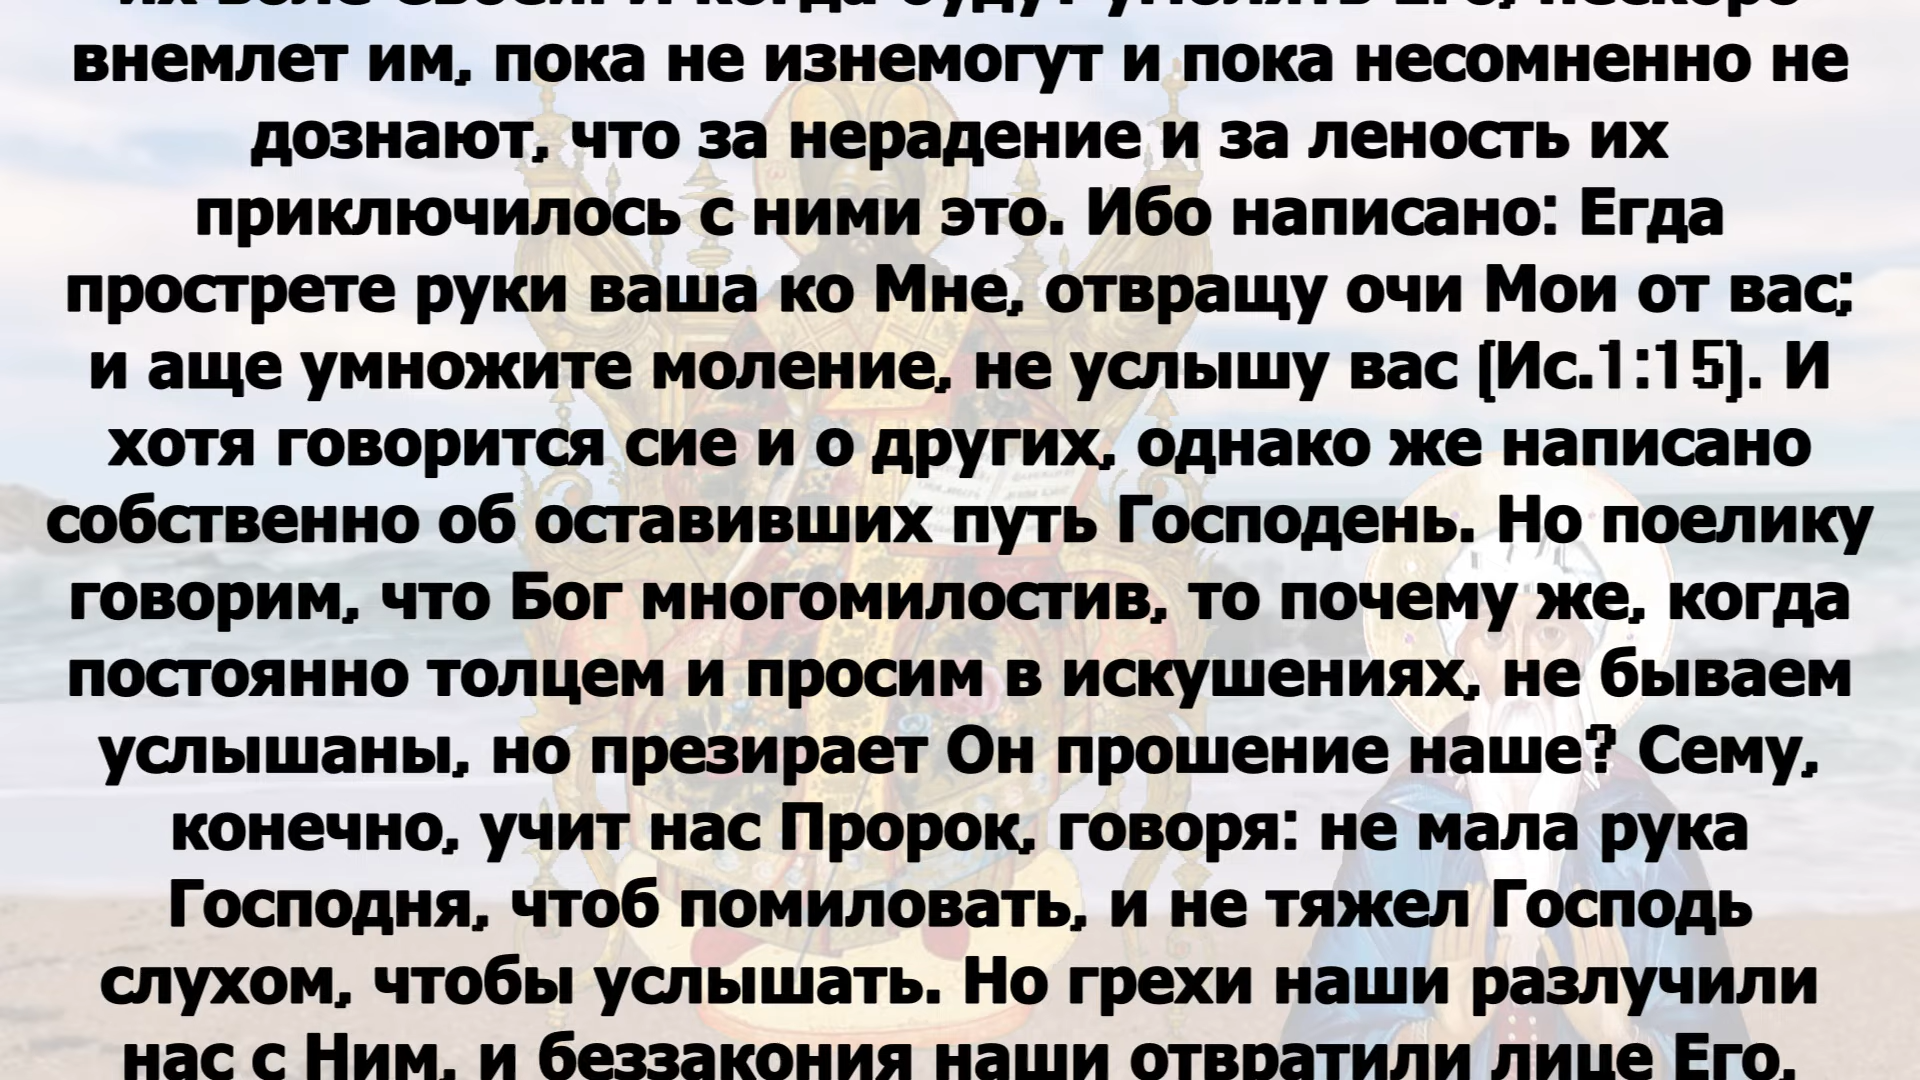 внемлет им, пока не изнемогут и пока несомненно не
дознают, что за нерадение и за леность их
приключилось с ними это. Ибо написано: Егда
прострете руки ваша ко Мне, отвращу очи Мои от вас;
и аще умножите моление, не услышу вас (Ис.1:15). И
хотя говорится сие и о других, однако же написано
собственно об оставивших путь Господень. Но поелику
говорим, что Бог многомилостив, то почему же, когда
постоянно толцем и просим в искушениях, не бываем
услышаны, но презирает Он прошение наше? Сему,
конечно, учит нас Пророк, говоря: не мала рука
Господня, чтоб помиловать, и не тяжел Господь
слухом, чтобы услышать. Но грехи наши разлучили
нас с Ним, и беззакония наши отвратили лице Его,